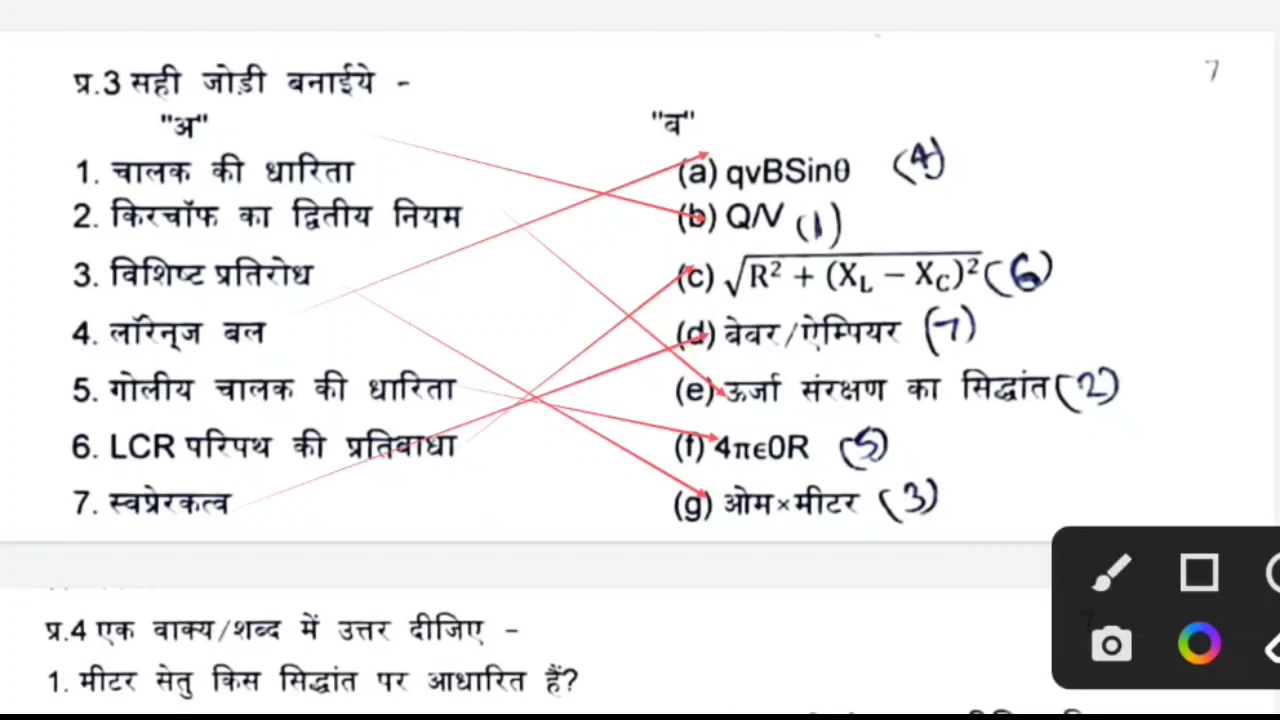 प्र.3 सही जोड़ी बनाईये -
7
"अ" "ब"
1. चालक की धारिता (a) qvBSinθ (4)
2. किरचॉफ का द्वितीय नियम (b) Q/V (1)
3. विशिष्ट प्रतिरोध (c) √R² + (X_L − X_C)² (6)
4. लॉरेन्ज बल (d) वेबर/ऐम्पियर (7)
5. गोलीय चालक की धारिता (e) ऊर्जा संरक्षण का सिद्धांत (2)
6. LCR परिपथ की प्रतिबाधा (f) 4πϵ0R (5)
7. स्वप्रेरकत्व (g) ओम×मीटर (3)
प्र.4 एक वाक्य/शब्द में उत्तर दीजिए -
1. मीटर सेतु किस सिद्धांत पर आधारित हैं?